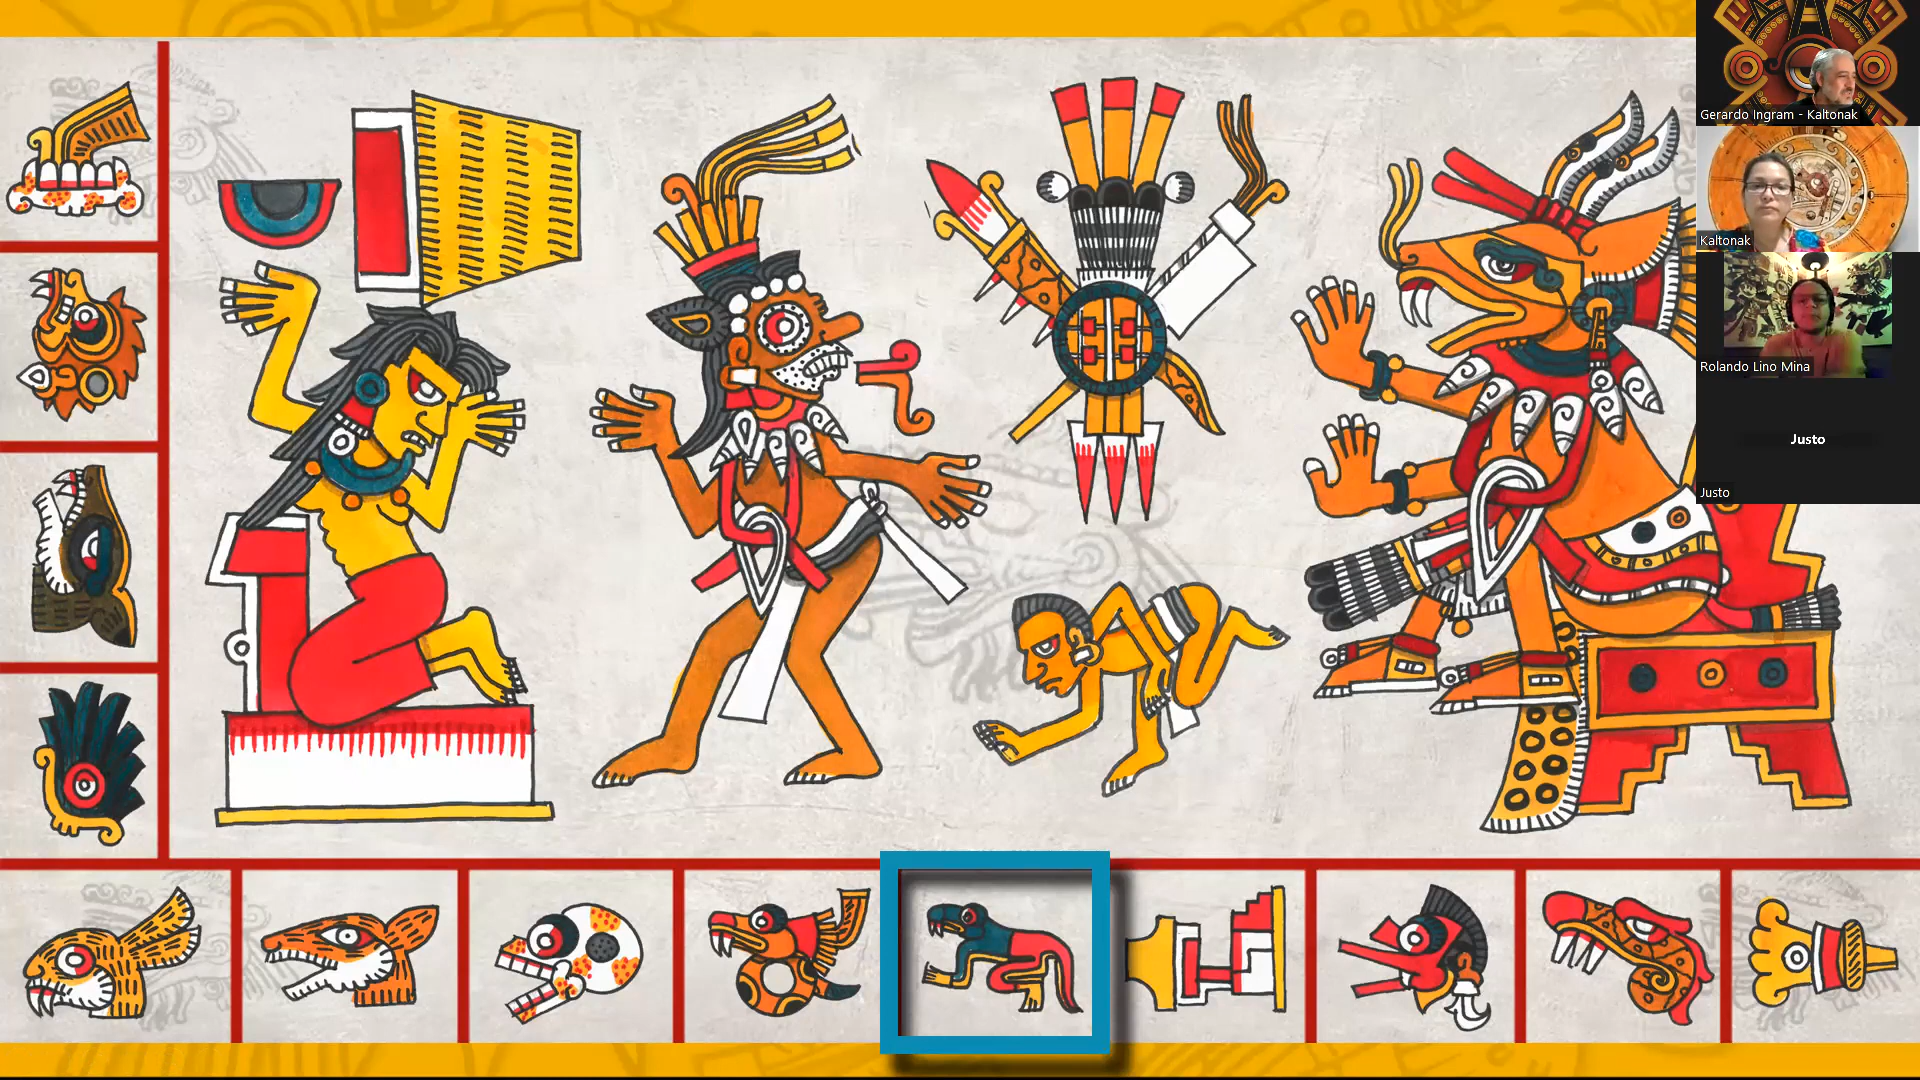 Gerardo Ingram - Kaltonak
Kaltonak
Rolando Lino Mina
Justo
Justo